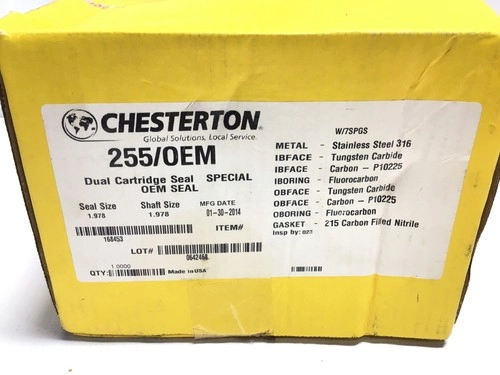 CHESTERTON®
Global Solutions, Local Service.
255/OEM
Dual Cartridge Seal SPECIAL
OEM SEAL
Seal Size Shaft Size MFG DATE
1.978 1.978 01-30-2014
168453 ITEM#
LOT# 0642468
QTY: 1.0000 Made in USA
W/7SPGS
METAL - Stainless Steel 316
IBFACE - Tungsten Carbide
IBFACE - Carbon - P10225
IBORING - Fluorocarbon
OBFACE - Tungsten Carbide
OBFACE - Carbon - P10225
OBORING - Fluorocarbon
GASKET - 215 Carbon Filled Nitrile
Insp by: